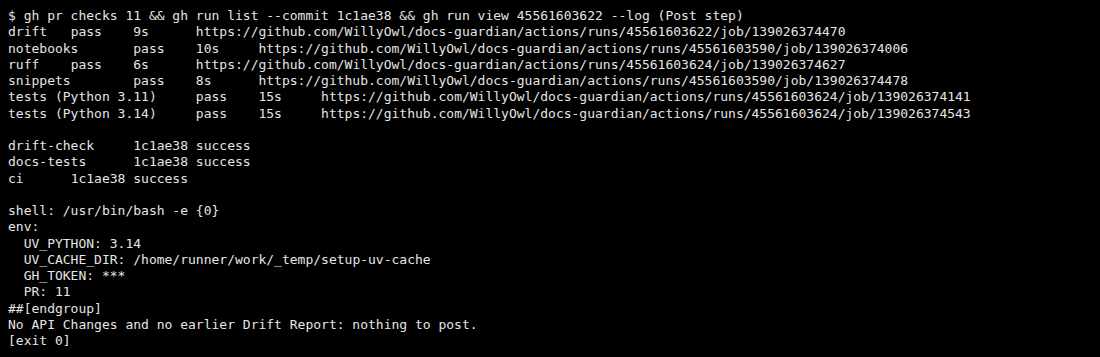 $ gh pr checks 11 && gh run list --commit 1c1ae38 && gh run view 45561603622 --log (Post step)
drift	pass	9s	https://github.com/WillyOwl/docs-guardian/actions/runs/45561603622/job/139026374470
notebooks	pass	10s	https://github.com/WillyOwl/docs-guardian/actions/runs/45561603590/job/139026374006
ruff	pass	6s	https://github.com/WillyOwl/docs-guardian/actions/runs/45561603624/job/139026374627
snippets	pass	8s	https://github.com/WillyOwl/docs-guardian/actions/runs/45561603590/job/139026374478
tests (Python 3.11)	pass	15s	https://github.com/WillyOwl/docs-guardian/actions/runs/45561603624/job/139026374141
tests (Python 3.14)	pass	15s	https://github.com/WillyOwl/docs-guardian/actions/runs/45561603624/job/139026374543

drift-check	1c1ae38 success
docs-tests	1c1ae38 success
ci	1c1ae38 success

shell: /usr/bin/bash -e {0}
env:
  UV_PYTHON: 3.14
  UV_CACHE_DIR: /home/runner/work/_temp/setup-uv-cache
  GH_TOKEN: ***
  PR: 11
##[endgroup]
No API Changes and no earlier Drift Report: nothing to post.
[exit 0]